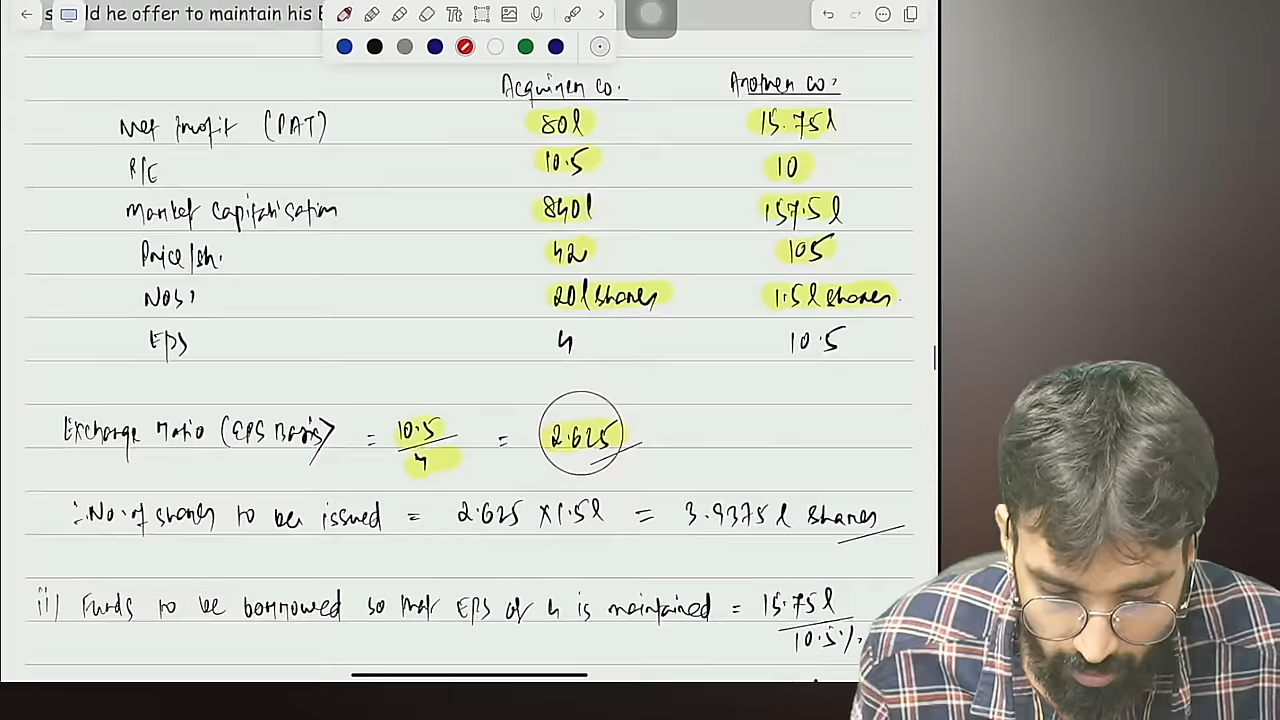 ld he offer to maintain his E
Acquirer Co. Another Co.
Net Profit (PAT) 80l 15.75l
P/E 10.5 10
Market Capitalisation 840l 157.5l
Price/sh. 42 105
NOS. 20l shares 1.5l shares
EPS 4 10.5
Exchange Ratio (EPS Basis) = 10.5/4 = 2.625
∴ No. of shares to be issued = 2.625 x 1.5l = 3.9375l shares
ii) Funds to be borrowed so that EPS of 4 is maintained = 15.75l/10.5%